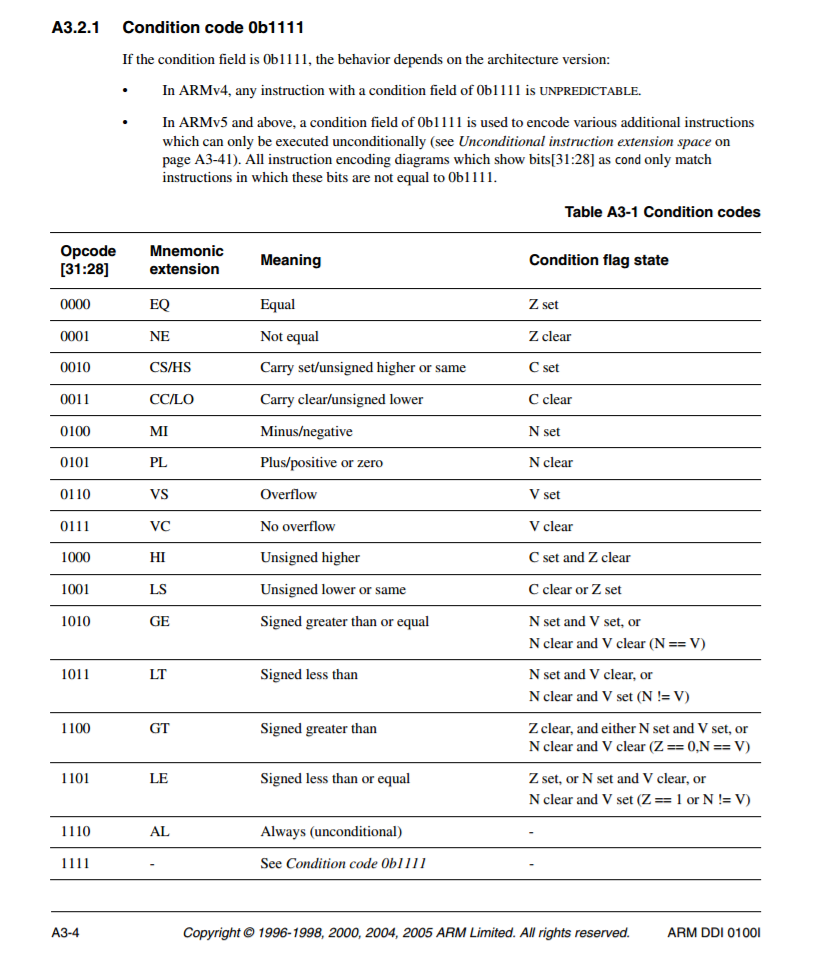 A3.2.1 Condition code 0b1111
If the condition field is 0b1111, the behavior depends on the architecture version:
• In ARMv4, any instruction with a condition field of 0b1111 is UNPREDICTABLE.
• In ARMv5 and above, a condition field of 0b1111 is used to encode various additional instructions
which can only be executed unconditionally (see Unconditional instruction extension space on
page A3-41). All instruction encoding diagrams which show bits[31:28] as cond only match
instructions in which these bits are not equal to 0b1111.
Table A3-1 Condition codes
Opcode [31:28] Mnemonic extension Meaning Condition flag state
0000 EQ Equal Z set
0001 NE Not equal Z clear
0010 CS/HS Carry set/unsigned higher or same C set
0011 CC/LO Carry clear/unsigned lower C clear
0100 MI Minus/negative N set
0101 PL Plus/positive or zero N clear
0110 VS Overflow V set
0111 VC No overflow V clear
1000 HI Unsigned higher C set and Z clear
1001 LS Unsigned lower or same C clear or Z set
1010 GE Signed greater than or equal N set and V set, or
N clear and V clear (N == V)
1011 LT Signed less than N set and V clear, or
N clear and V set (N != V)
1100 GT Signed greater than Z clear, and either N set and V set, or
N clear and V clear (Z == 0,N == V)
1101 LE Signed less than or equal Z set, or N set and V clear, or
N clear and V set (Z == 1 or N != V)
1110 AL Always (unconditional) -
1111 - See Condition code 0b1111 -
A3-4 Copyright © 1996-1998, 2000, 2004, 2005 ARM Limited. All rights reserved. ARM DDI 0100I